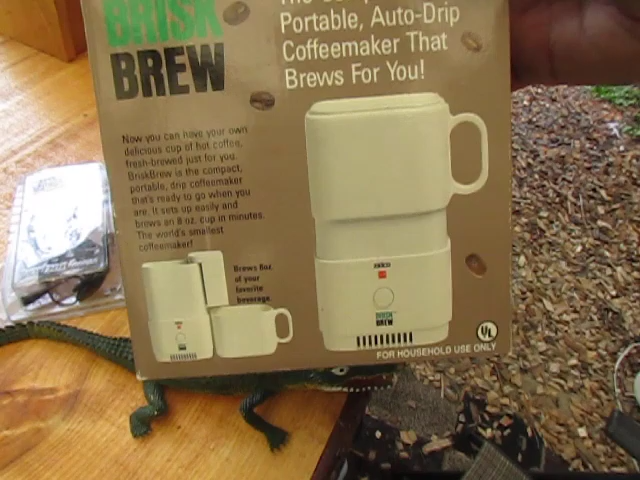 BRISK
BREW
Portable, Auto-Drip
Coffeemaker That
Brews For You!
Now you can have your own
delicious cup of hot coffee,
fresh-brewed just for you.
BriskBrew is the compact,
portable, drip coffeemaker
that's ready to go when you
are. It sets up easily and
brews an 8 oz. cup in minutes.
The world's smallest
coffeemaker!
Brews 8oz.
of your
favorite
beverage.
BRISK
BREW
UL
FOR HOUSEHOLD USE ONLY